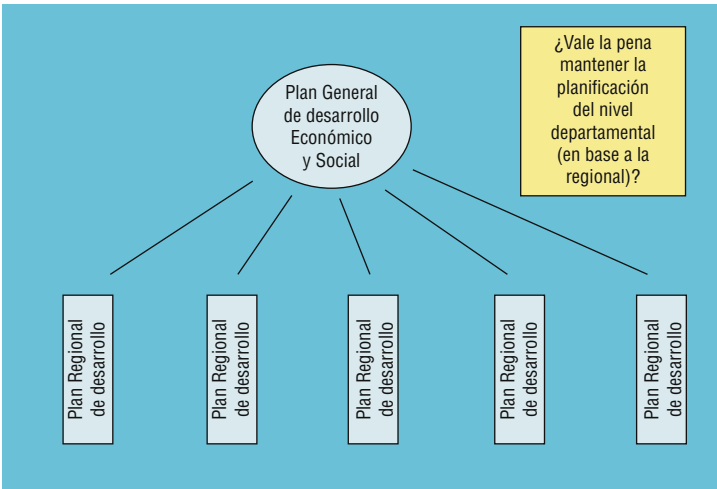 ¿Vale la pena
mantener la
planificación
del nivel
departamental
(en base a la
regional)?
Plan General
de desarrollo
Económico
y Social
Plan Regional
de desarrollo
Plan Regional
de desarrollo
Plan Regional
de desarrollo
Plan Regional
de desarrollo
Plan Regional
de desarrollo